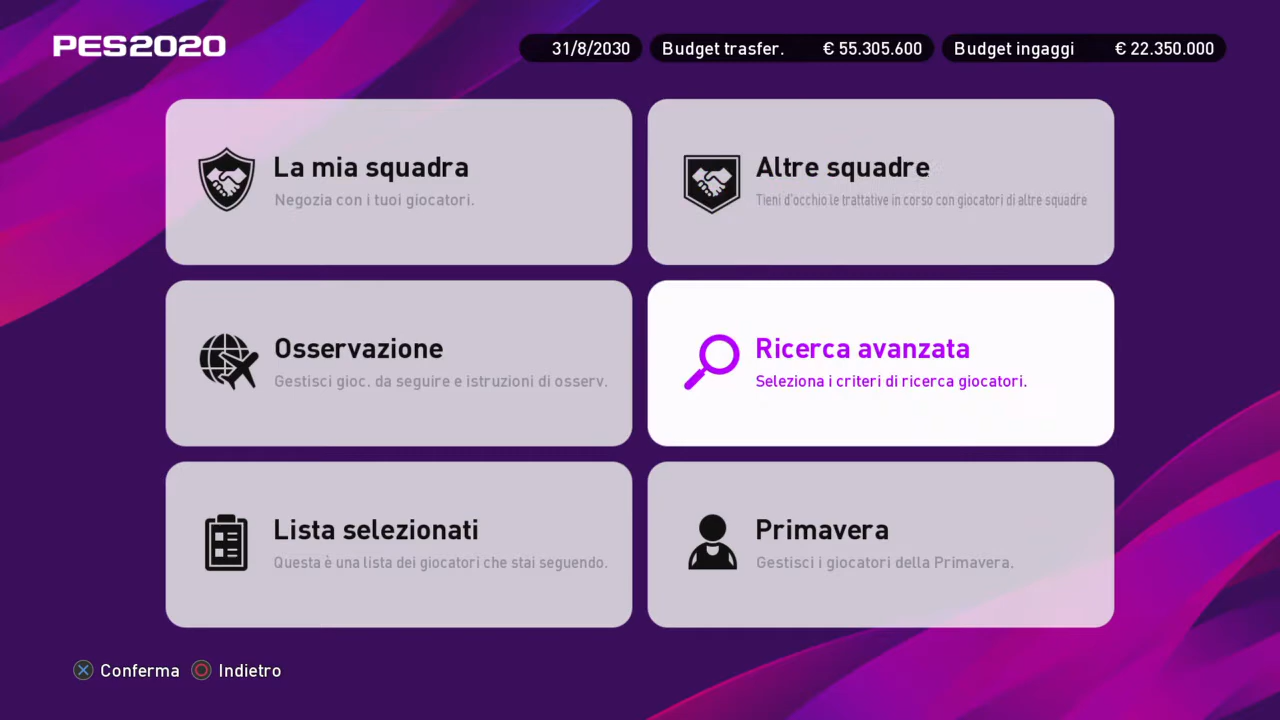 PES2020
31/8/2030
Budget trasfer. € 55.305.600
Budget ingaggi € 22.350.000
La mia squadra
Negozia con i tuoi giocatori.
Altre squadre
Tieni d'occhio le trattative in corso con giocatori di altre squadre
Osservazione
Gestisci gioc. da seguire e istruzioni di osserv.
Ricerca avanzata
Seleziona i criteri di ricerca giocatori.
Lista selezionati
Questa è una lista dei giocatori che stai seguendo.
Primavera
Gestisci i giocatori della Primavera.
Conferma Indietro